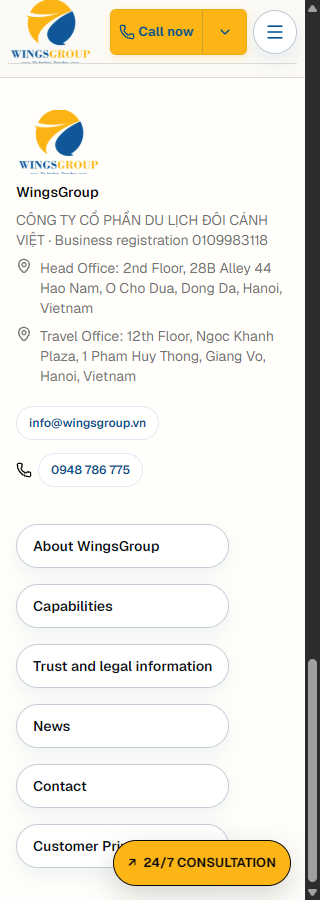 WINGSGROUP
Call now
WINGSGROUP
WingsGroup
CÔNG TY CỔ PHẦN DU LỊCH ĐÔI CÁNH
VIỆT · Business registration 0109983118
Head Office: 2nd Floor, 28B Alley 44
Hao Nam, O Cho Dua, Dong Da, Hanoi,
Vietnam
Travel Office: 12th Floor, Ngoc Khanh
Plaza, 1 Pham Huy Thong, Giang Vo,
Hanoi, Vietnam
info@wingsgroup.vn
0948 786 775
About WingsGroup
Capabilities
Trust and legal information
News
Contact
Customer
24/7 CONSULTATION